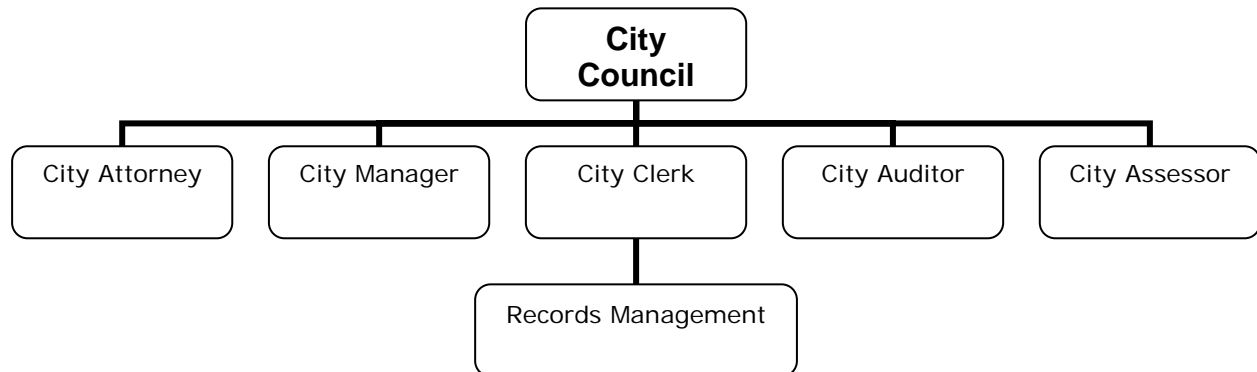 City
Council
City Attorney
City Manager
City Clerk
City Auditor
City Assessor
Records Management